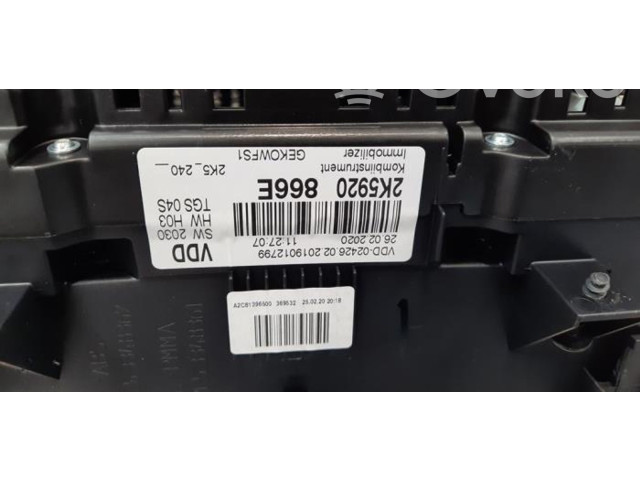 Kombiinstrument
Immobilizer
GEKOWFS1
2K5_240_
2K5920
866E
VDD-02426.02.2019012799
26.02.2020
11:27:07
VDD
SW 2030
HW H03
TGS 04S
A2C81396500 369532 25.02.20 20:18